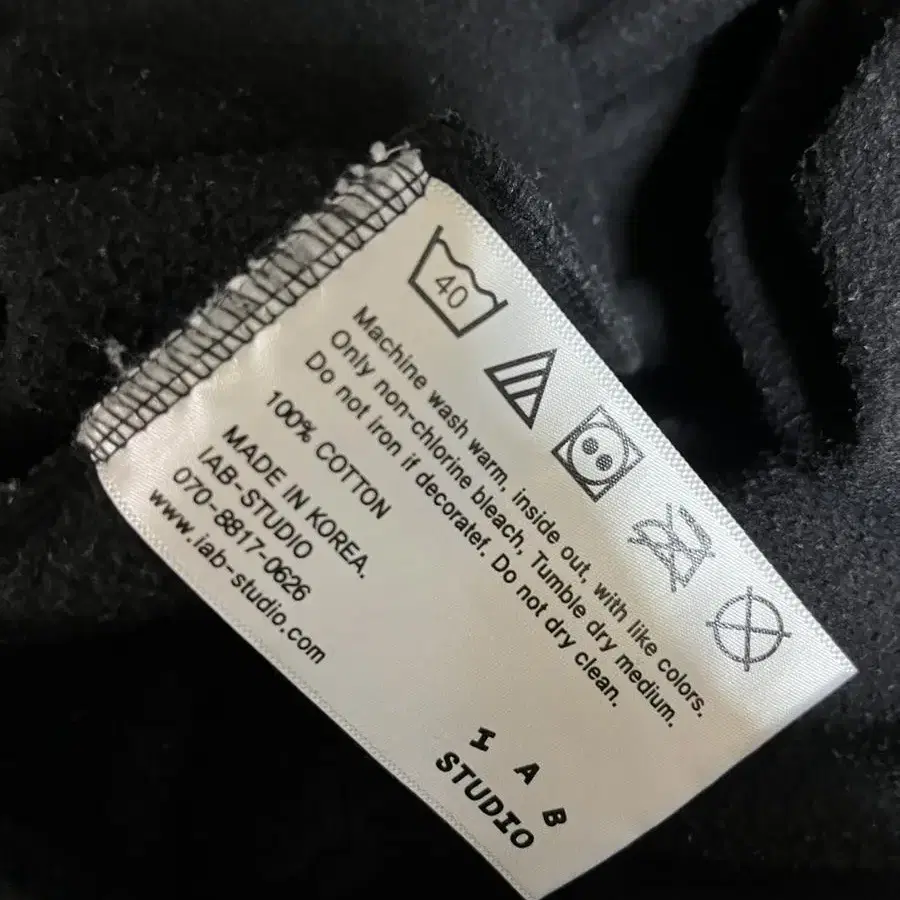 40
Machine wash warm, inside out, with like colors.
Only non-chlorine bleach, Tumble dry medium.
Do not iron if decoratef. Do not dry clean.
100% COTTON
MADE IN KOREA.
IAB-STUDIO
070-8817-0626
www.iab-studio.com
I A B
STUDIO